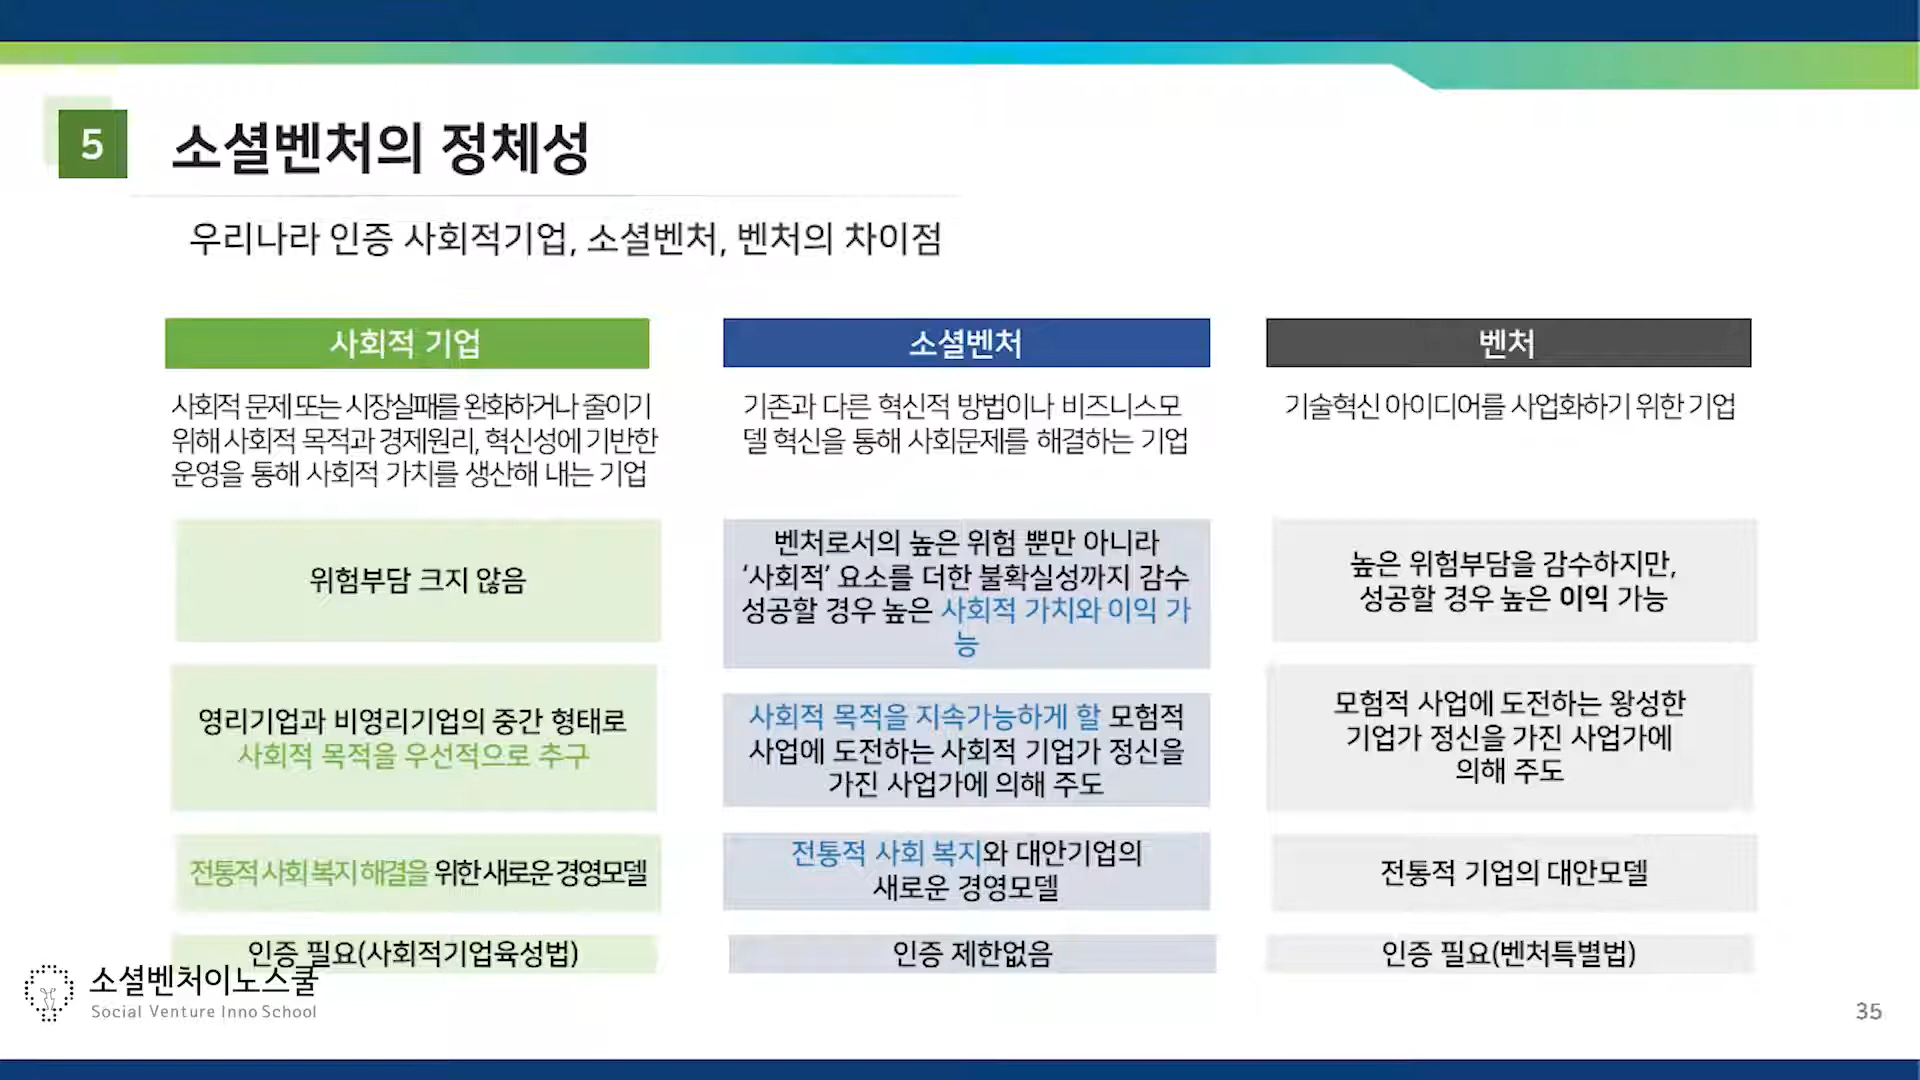 5
소셜벤처의 정체성
우리나라 인증 사회적기업, 소셜벤처, 벤처의 차이점
사회적 기업
사회적 문제 또는 시장실패를 완화하거나 줄이기
위해 사회적 목적과 경제원리, 혁신성에 기반한
운영을 통해 사회적 가치를 생산해 내는 기업
위험부담 크지 않음
영리기업과 비영리기업의 중간 형태로
사회적 목적을 우선적으로 추구
전통적 사회 복지 해결을 위한 새로운 경영모델
인증 필요(사회적기업육성법)
소셜벤처
기존과 다른 혁신적 방법이나 비즈니스모
델 혁신을 통해 사회문제를 해결하는 기업
벤처로서의 높은 위험 뿐만 아니라
‘사회적’ 요소를 더한 불확실성까지 감수
성공할 경우 높은 사회적 가치와 이익 가
능
사회적 목적을 지속가능하게 할 모험적
사업에 도전하는 사회적 기업가 정신을
가진 사업가에 의해 주도
전통적 사회 복지와 대안기업의
새로운 경영모델
인증 제한없음
벤처
기술혁신 아이디어를 사업화하기 위한 기업
높은 위험부담을 감수하지만,
성공할 경우 높은 이익 가능
모험적 사업에 도전하는 왕성한
기업가 정신을 가진 사업가에
의해 주도
전통적 기업의 대안모델
인증 필요(벤처특별법)
소셜벤처이노스쿨
Social Venture Inno School
35